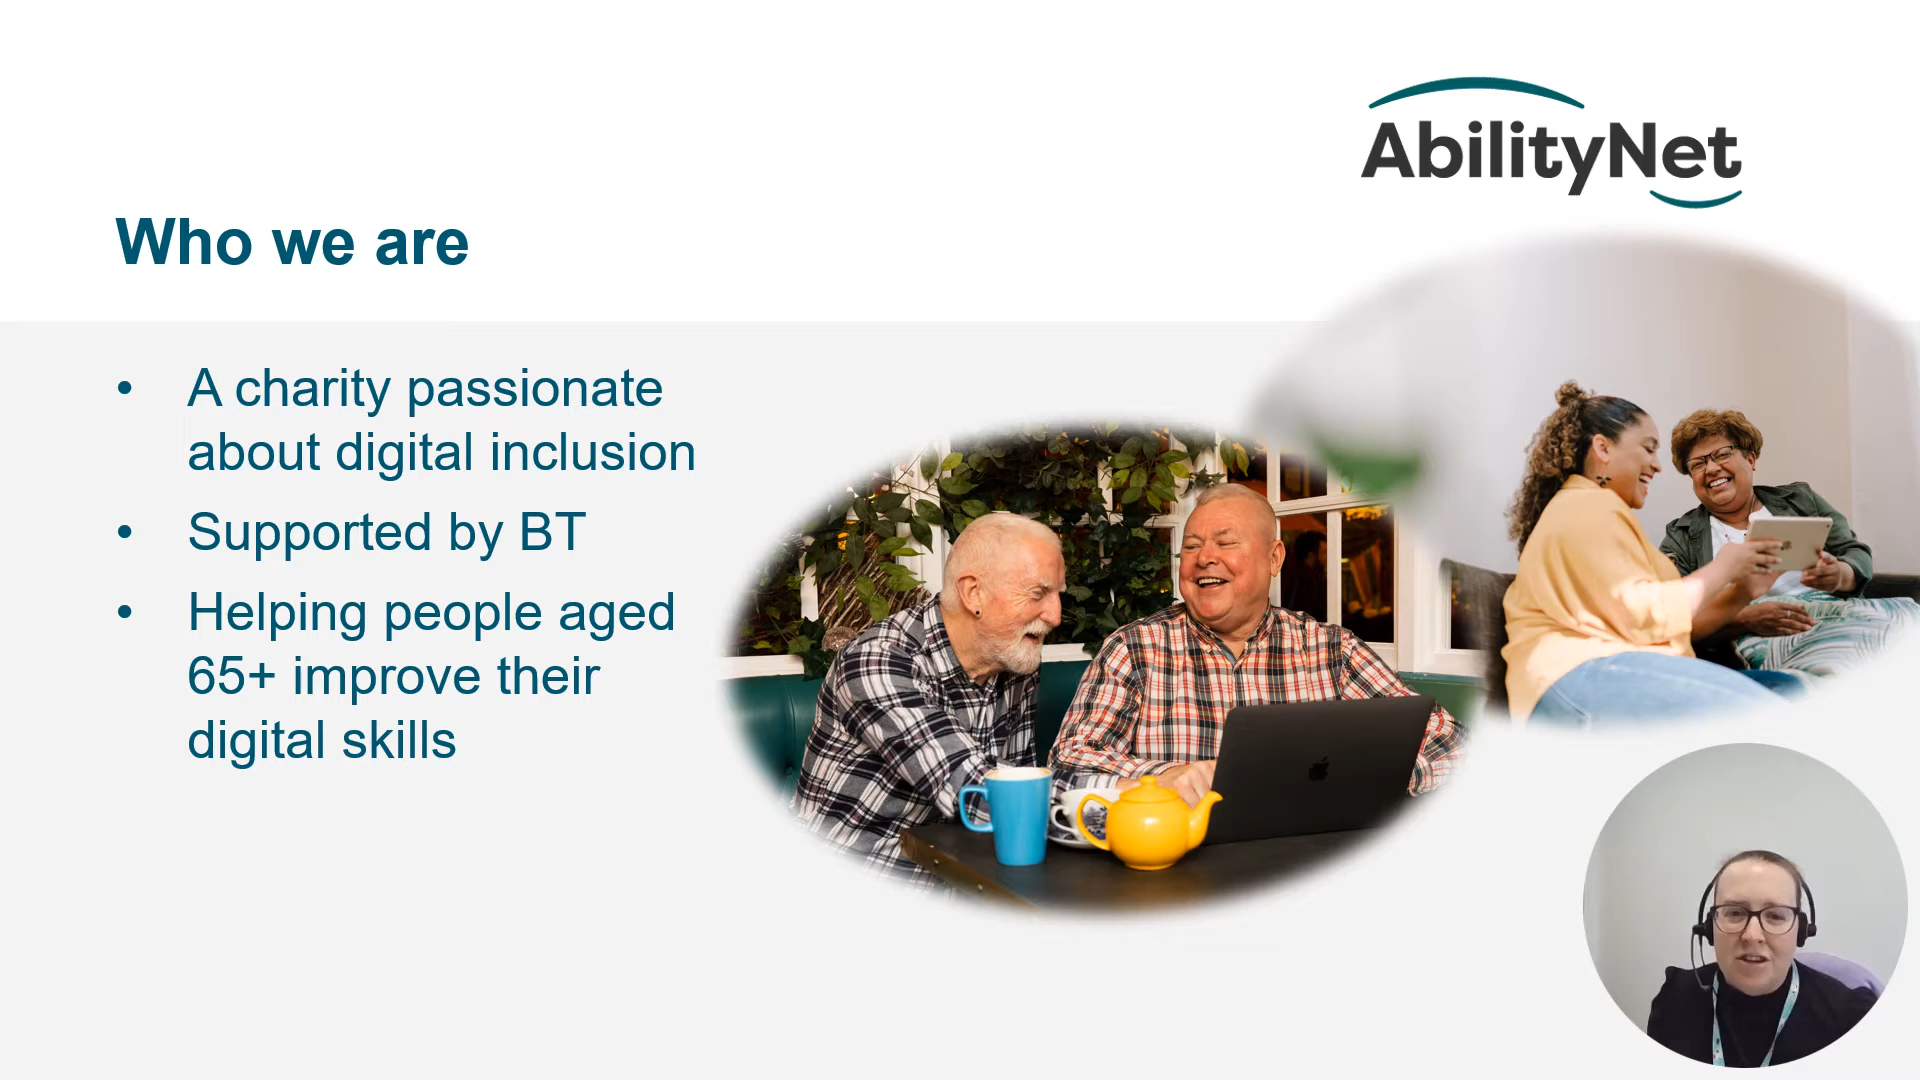 AbilityNet
Who we are
• A charity passionate
about digital inclusion
• Supported by BT
• Helping people aged
65+ improve their
digital skills